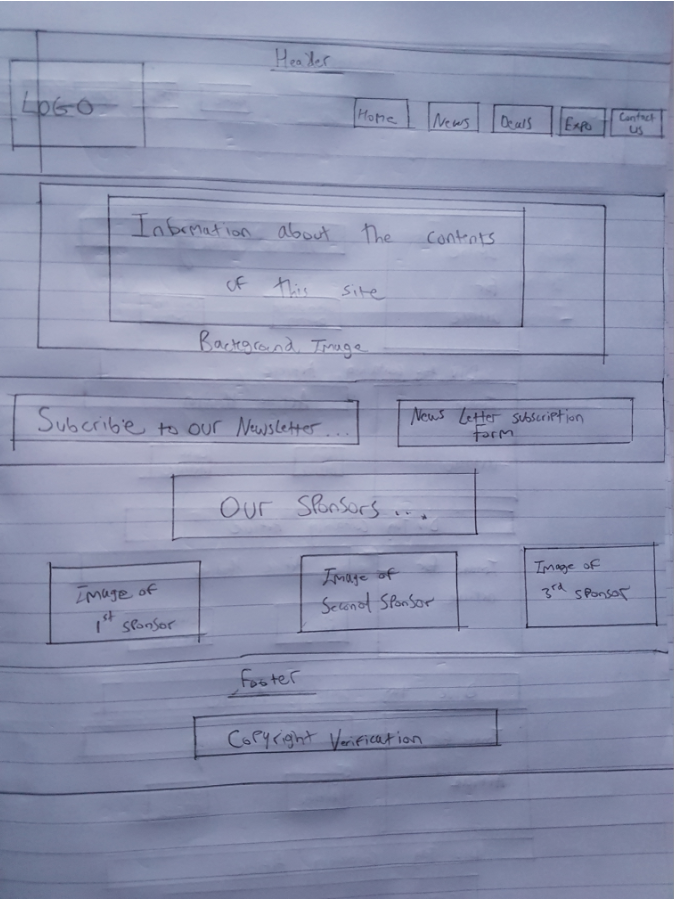 Header
LOGO
Home
News
Deals
Expo
Contact
US
Information about the contents
of this site
Background Image
Subcribe to our Newsletter...
News Letter subscription
form
Our Sponsors...
Image of
1st sponsor
Image of
Second Sponsor
Image of
3rd sponsor
Footer
Copyright Verification